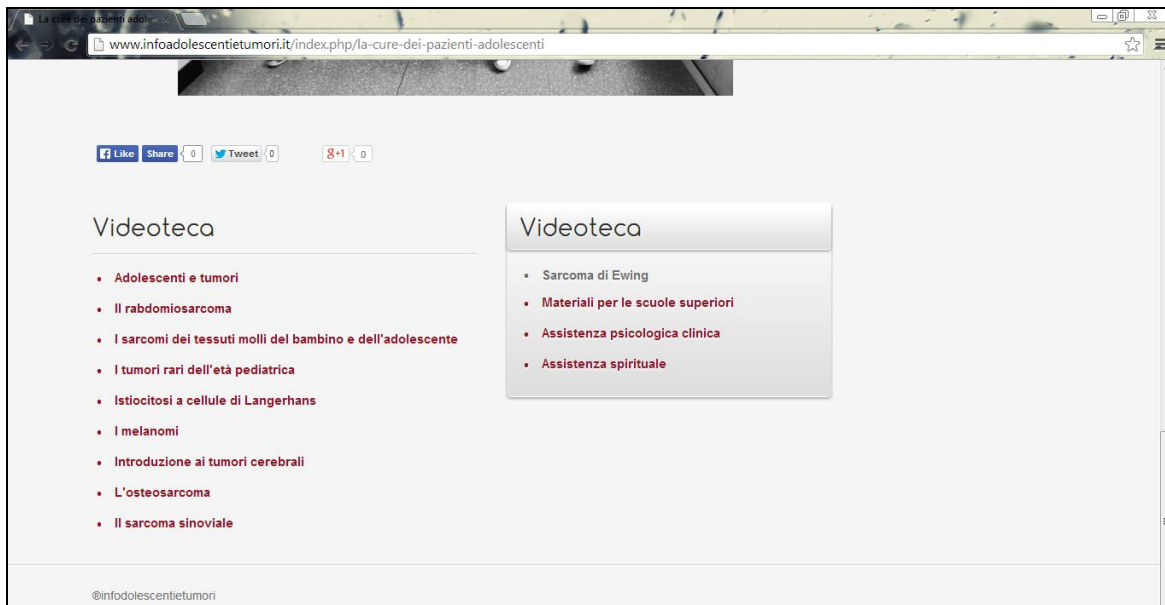 La cure dei pazienti adoles
www.infoadolescentietumori.it/index.php/la-cure-dei-pazienti-adolescenti
Like Share 0 Tweet 0 g+1 0
Videoteca
• Adolescenti e tumori
• Il rabdomiosarcoma
• I sarcomi dei tessuti molli del bambino e dell'adolescente
• I tumori rari dell'età pediatrica
• Istiocitosi a cellule di Langerhans
• I melanomi
• Introduzione ai tumori cerebrali
• L'osteosarcoma
• Il sarcoma sinoviale
Videoteca
• Sarcoma di Ewing
• Materiali per le scuole superiori
• Assistenza psicologica clinica
• Assistenza spirituale
®infodolescentietumori